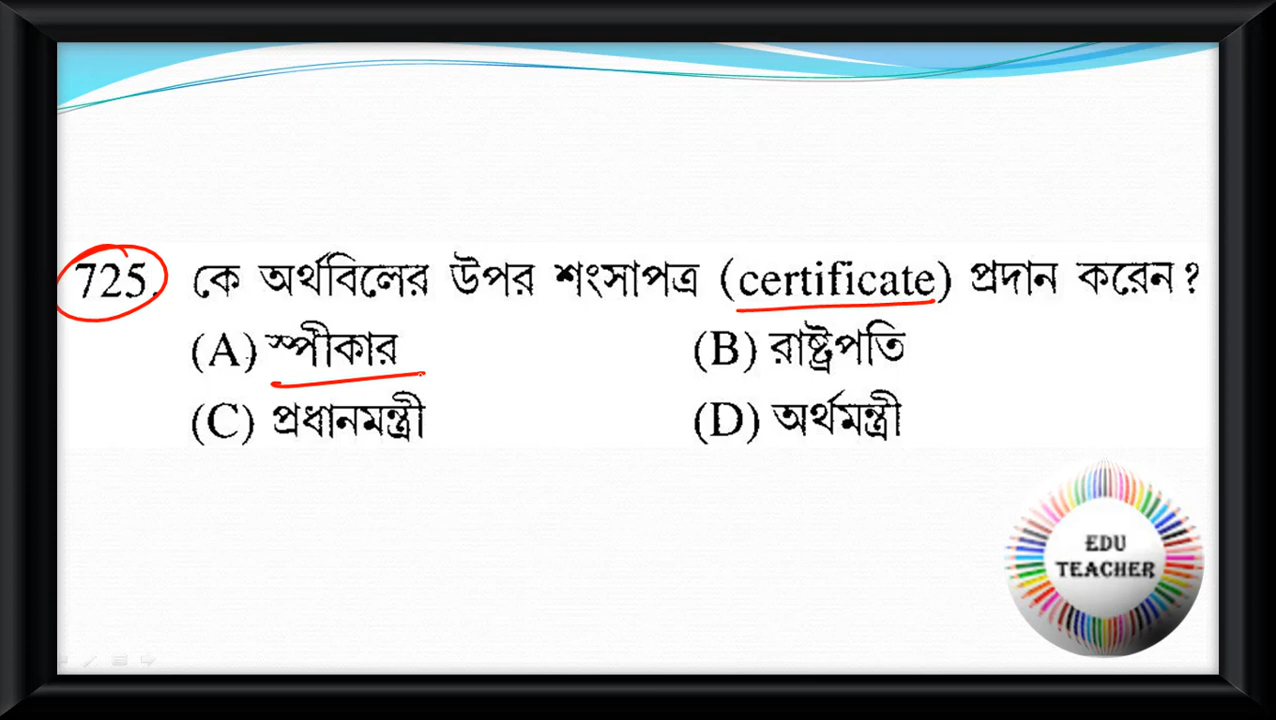 725. কে অর্থবিলের উপর শংসাপত্র (certificate) প্রদান করেন?
(A) স্পীকার (B) রাষ্ট্রপতি
(C) প্রধানমন্ত্রী (D) অর্থমন্ত্রী
EDU
TEACHER